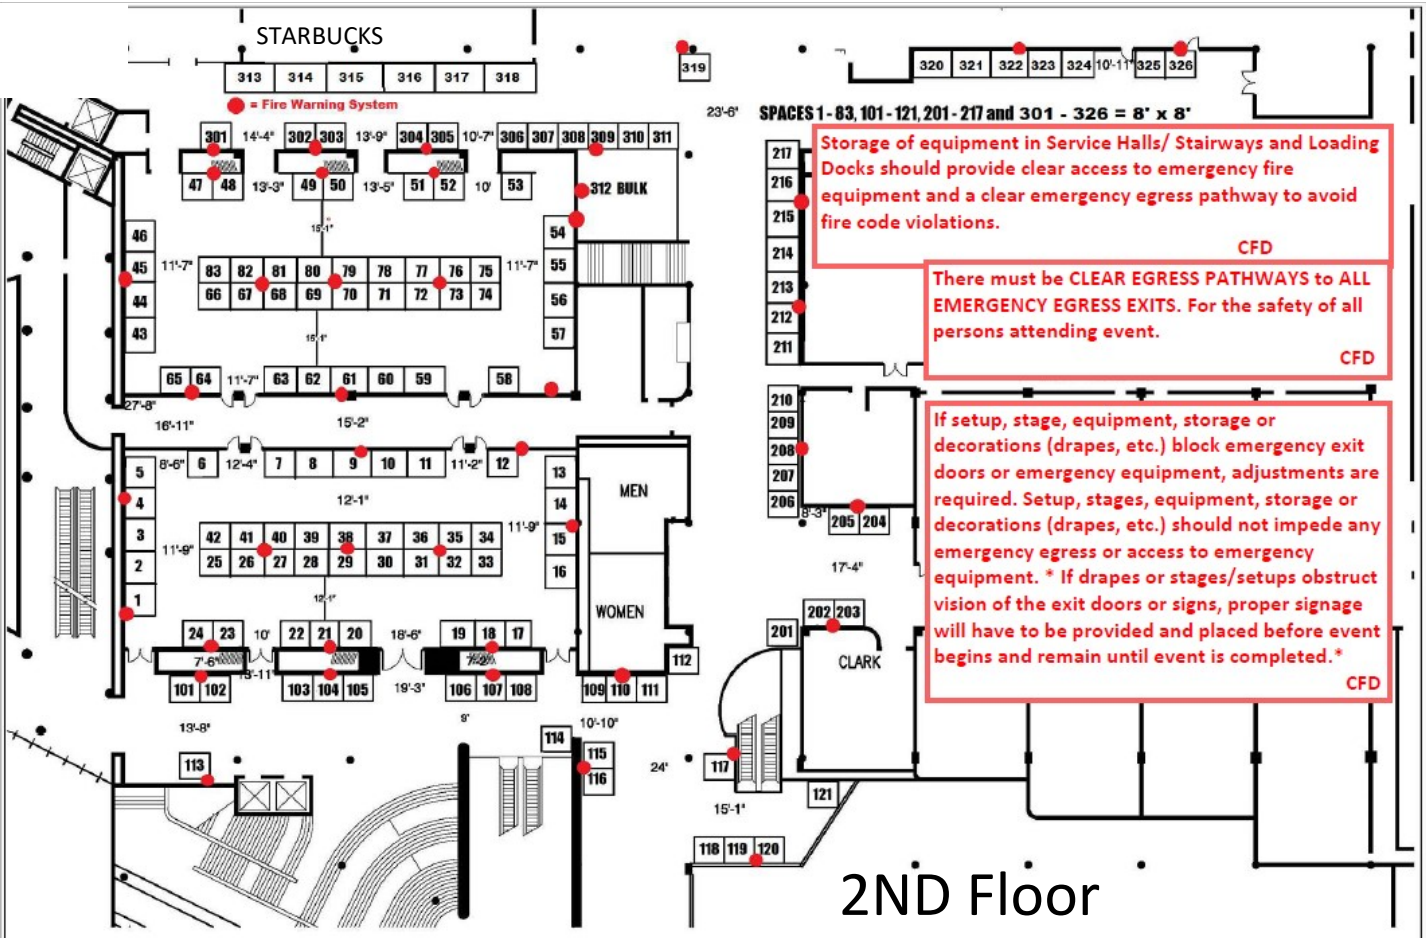 STARBUCKS
313 314 315 316 317 318
= Fire Warning System
319
320 321 322 323 324 10'-11" 325 326
23'-6"
SPACES 1 - 83, 101 - 121, 201 - 217 and 301 - 326 = 8' x 8'
301 14'-4" 302 303 13'-9" 304 305 10'-7" 306 307 308 309 310 311
47 48 13'-3" 49 50 13'-5" 51 52 10' 53
312 BULK
15'-1"
46
45
44
43
11'-7"
83 82 81 80 79 78 77 76 75
66 67 68 69 70 71 72 73 74
11'-7"
54
55
56
57
15'-1"
65 64 11'-7" 63 62 61 60 59 58
27'-8"
16'-11"
15'-2"
8'-6" 6 12'-4" 7 8 9 10 11 11'-2" 12
5
4
3
2
1
12'-1"
11'-9"
42 41 40 39 38 37 36 35 34
25 26 27 28 29 30 31 32 33
11'-9"
13
14
15
16
MEN
WOMEN
12'-1"
24 23 10' 22 21 20 18'-6" 19 18 17
7'-6"
13'-11"
7'-2"
101 102 103 104 105 19'-3" 106 107 108 109 110 111
112
13'-8"
9'
10'-10"
113
114
115
116
24'
117
15'-1"
118 119 120
121
217
216
215
214
213
212
211
210
209
208
207
206
8'-3"
205 204
17'-4"
202 203
201
CLARK
Storage of equipment in Service Halls/ Stairways and Loading
Docks should provide clear access to emergency fire
equipment and a clear emergency egress pathway to avoid
fire code violations.
CFD
There must be CLEAR EGRESS PATHWAYS to ALL
EMERGENCY EGRESS EXITS. For the safety of all
persons attending event.
CFD
If setup, stage, equipment, storage or
decorations (drapes, etc.) block emergency exit
doors or emergency equipment, adjustments are
required. Setup, stages, equipment, storage or
decorations (drapes, etc.) should not impede any
emergency egress or access to emergency
equipment. * If drapes or stages/setups obstruct
vision of the exit doors or signs, proper signage
will have to be provided and placed before event
begins and remain until event is completed.*
CFD
2ND Floor